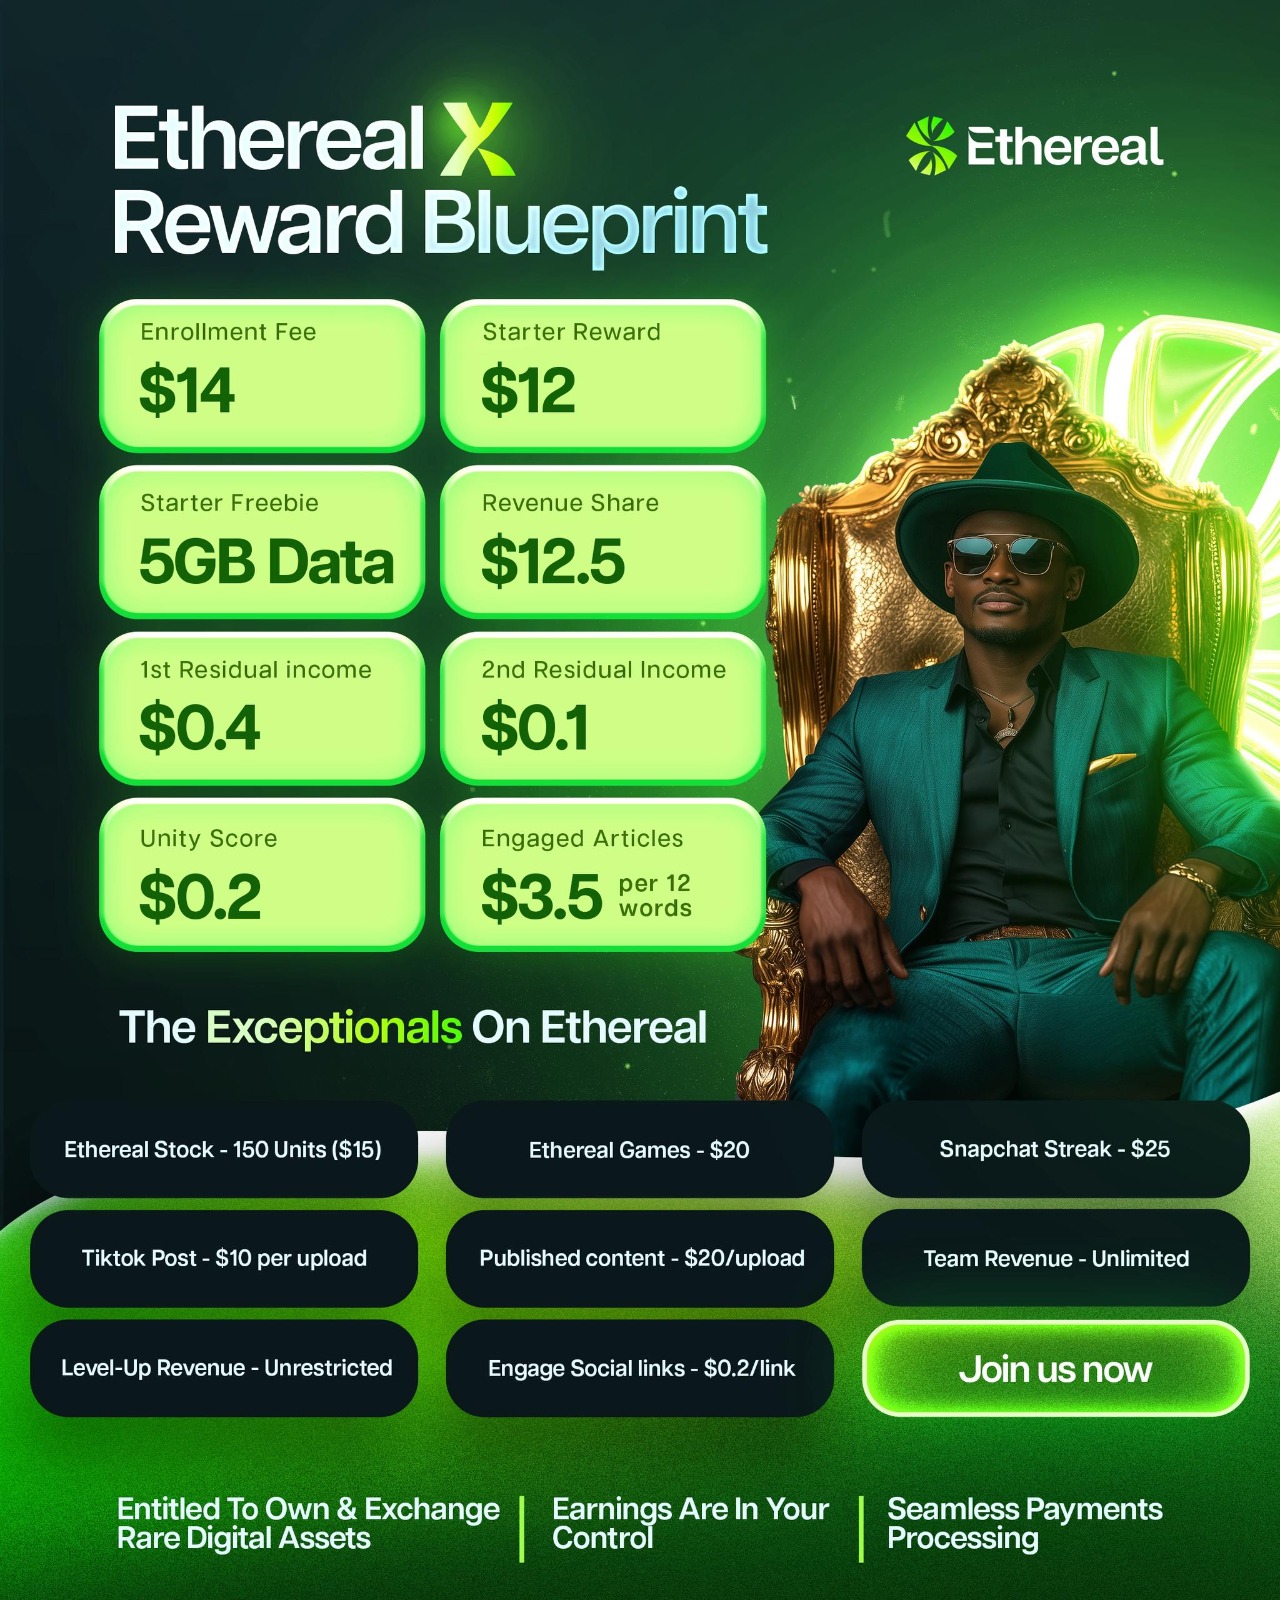 Ethereal X
Reward Blueprint
Ethereal
Enrollment Fee
$14
Starter Reward
$12
Starter Freebie
5GB Data
Revenue Share
$12.5
1st Residual income
$0.4
2nd Residual Income
$0.1
Unity Score
$0.2
Engaged Articles
$3.5 per 12
words
The Exceptionals On Ethereal
Ethereal Stock - 150 Units ($15)
Ethereal Games - $20
Snapchat Streak - $25
Tiktok Post - $10 per upload
Published content - $20/upload
Team Revenue - Unlimited
Level-Up Revenue - Unrestricted
Engage Social links - $0.2/link
Join us now
Entitled To Own & Exchange
Rare Digital Assets
Earnings Are In Your
Control
Seamless Payments
Processing